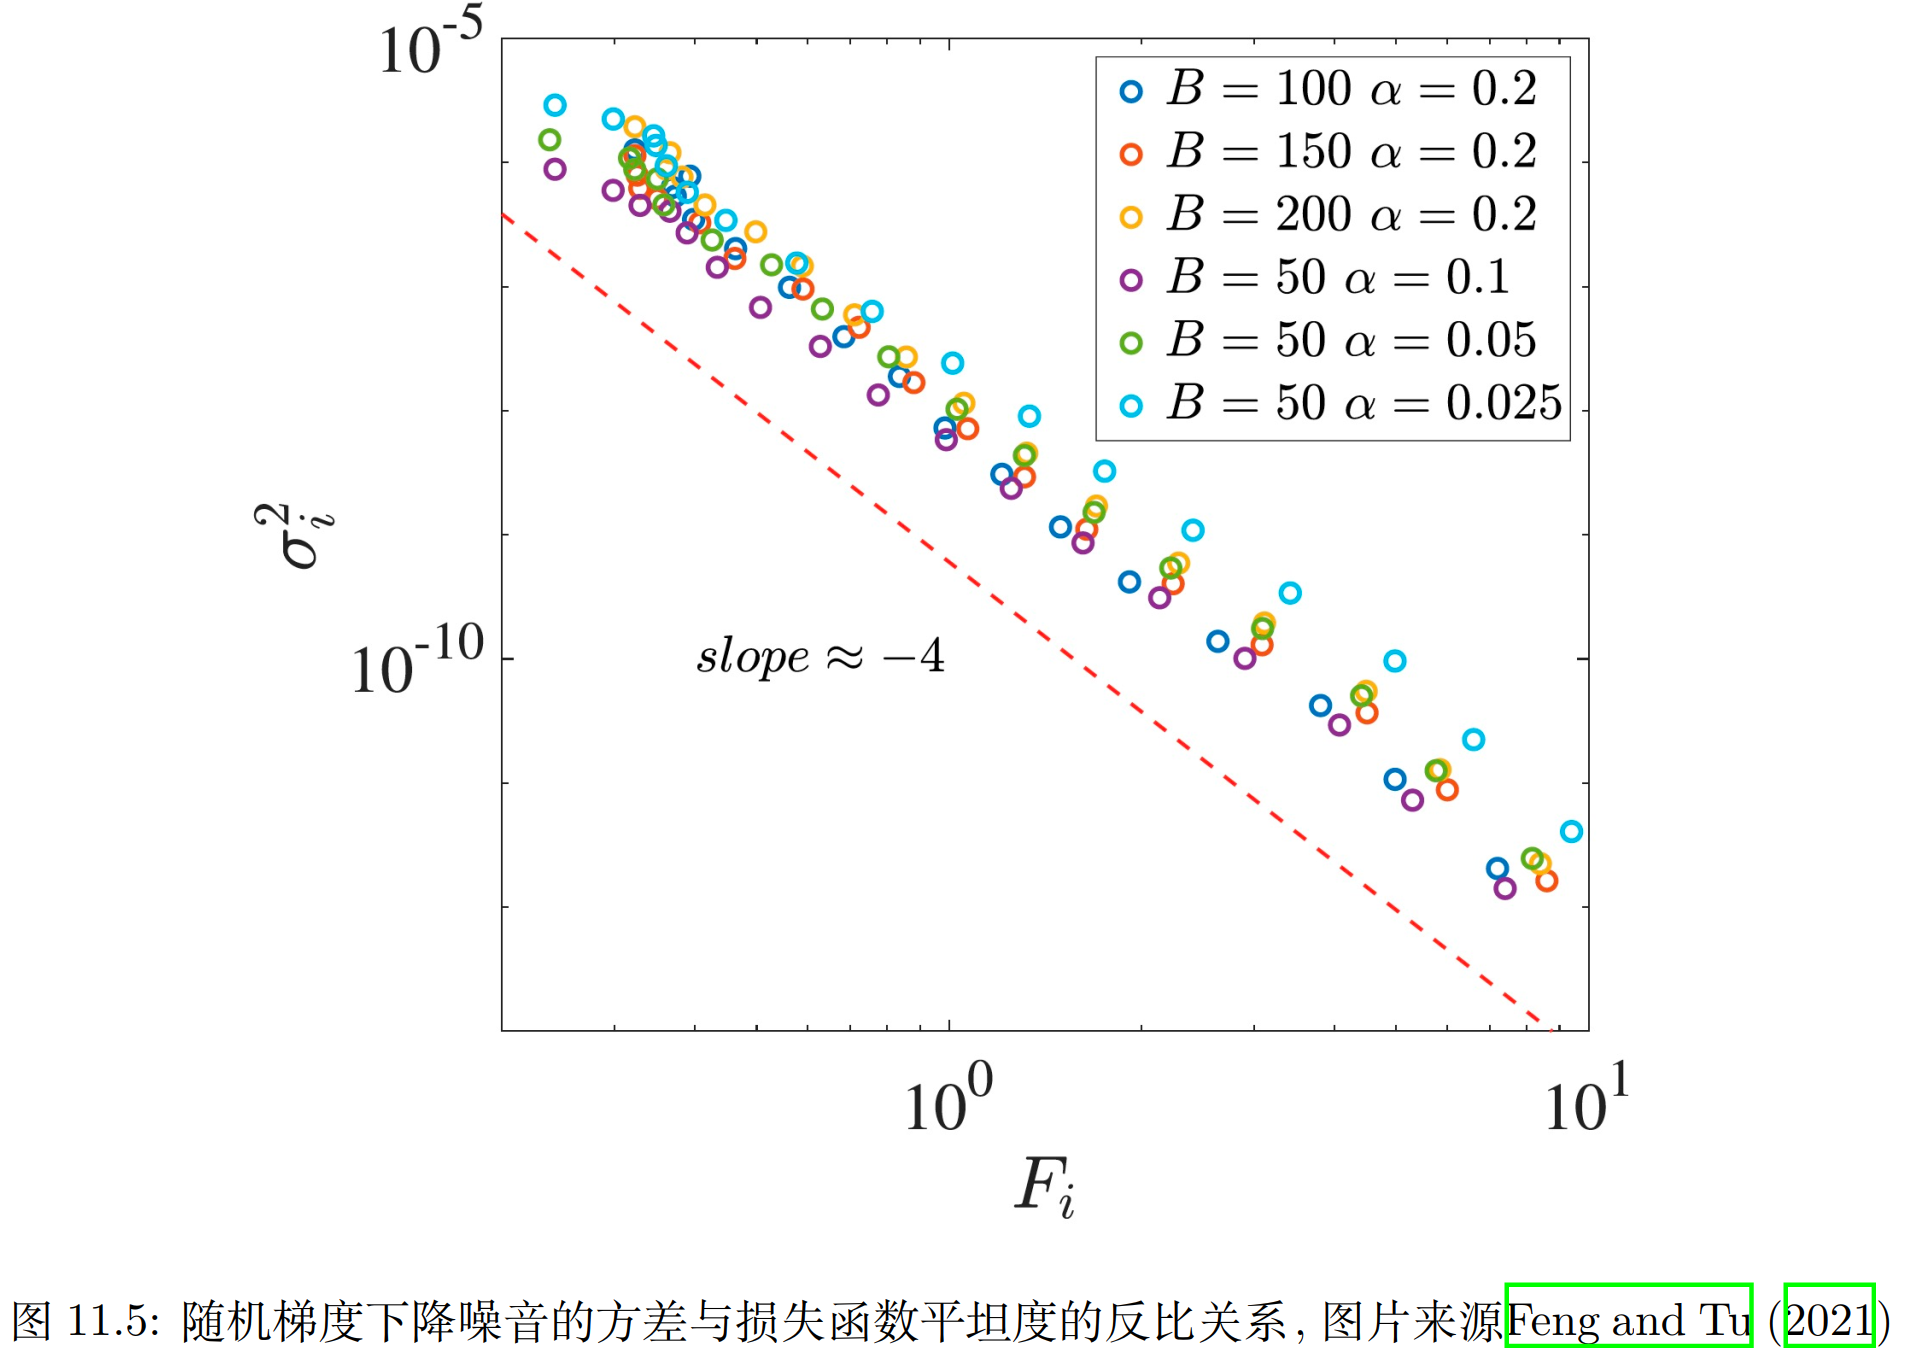 10^-5
B = 100 α = 0.2
B = 150 α = 0.2
B = 200 α = 0.2
B = 50 α = 0.1
B = 50 α = 0.05
B = 50 α = 0.025
σ_i^2
slope ≈ −4
10^-10
10^0
10^1
F_i
图 11.5: 随机梯度下降噪音的方差与损失函数平坦度的反比关系, 图片来源Feng and Tu (2021)